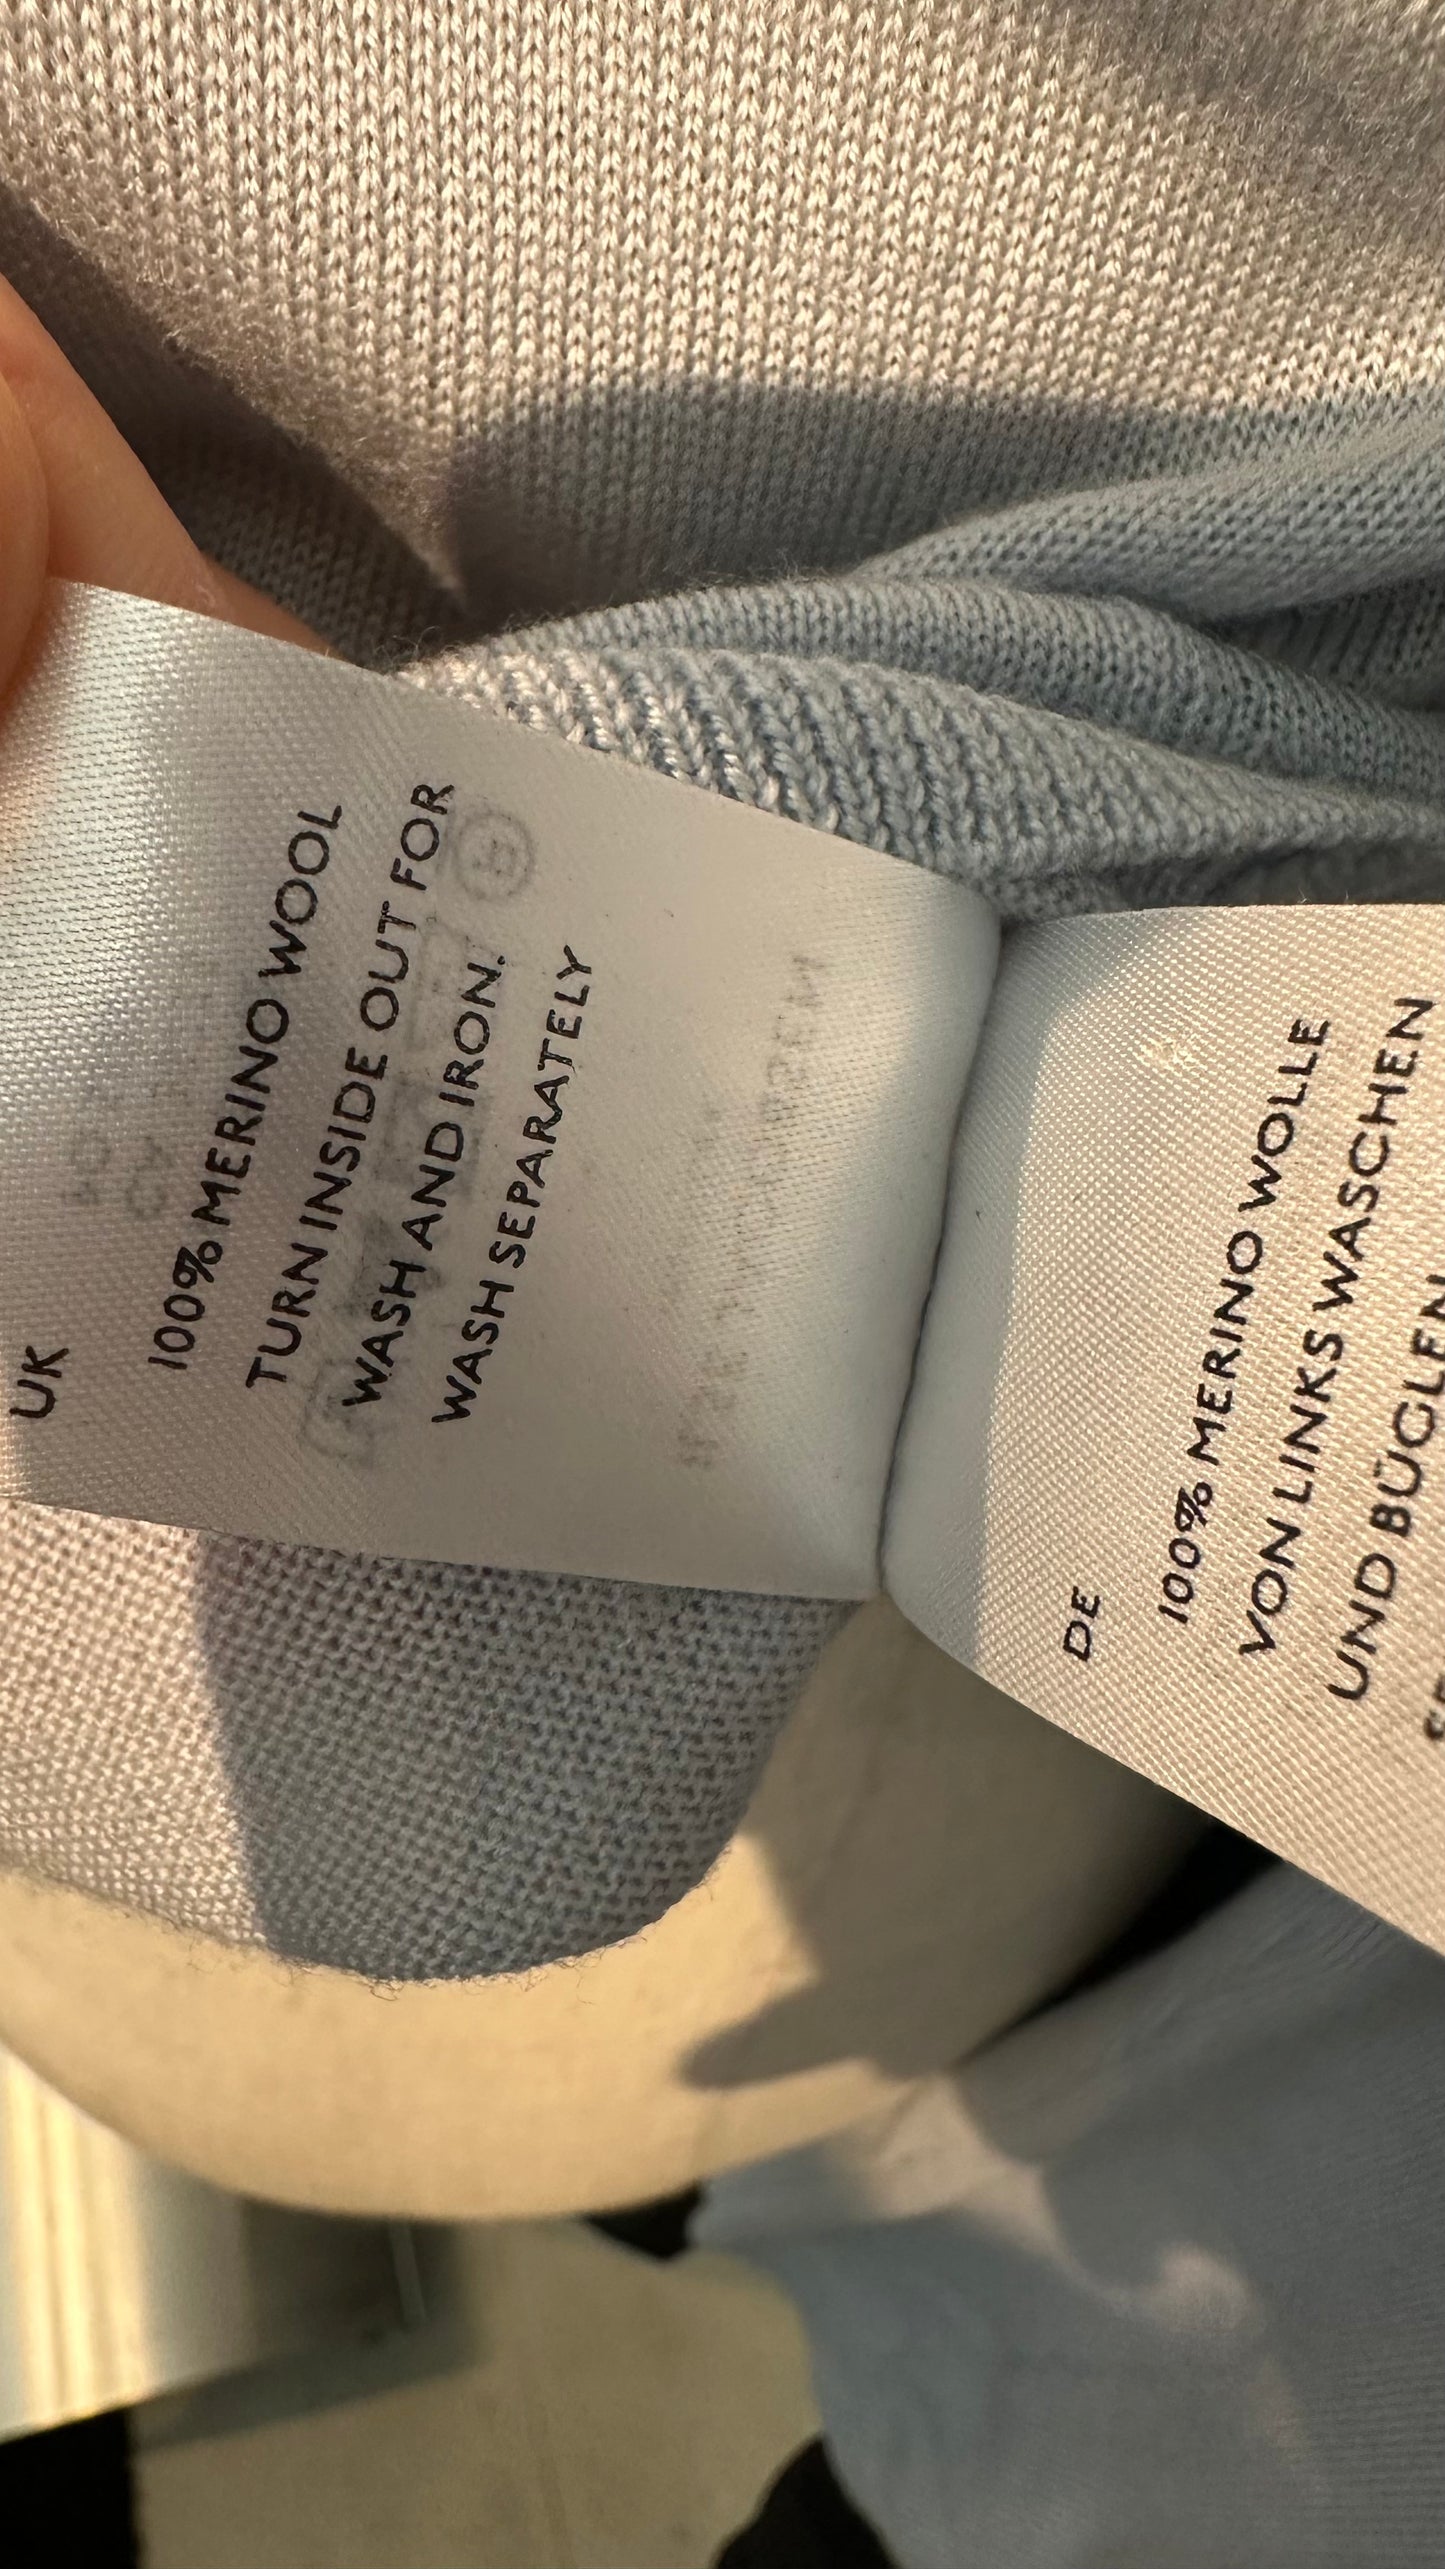 UK
100% MERINO WOOL
TURN INSIDE OUT FOR
WASH AND IRON.
WASH SEPARATELY
DE
100% MERINO WOLLE
VON LINKS WASCHEN
UND BÜGLEN